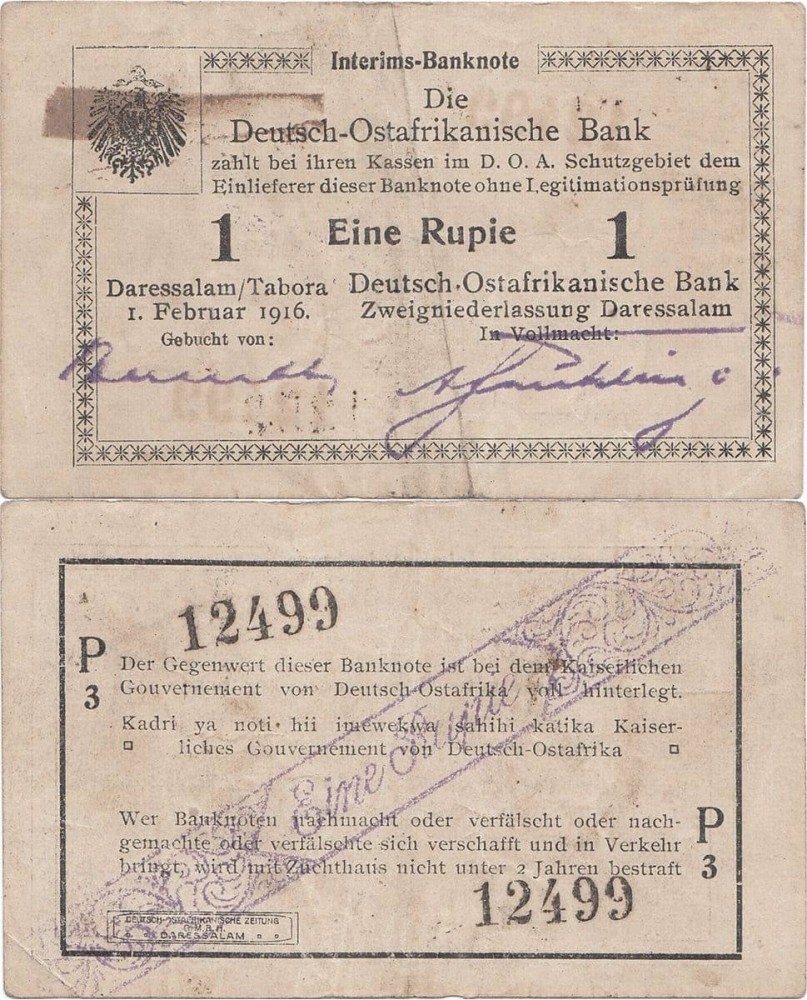 Interims-Banknote
Die
Deutsch-Ostafrikanische Bank
zahlt bei ihren Kassen im D. O. A. Schutzgebiet dem
Einlieferer dieser Banknote ohne Legitimationsprüfung
1 Eine Rupie 1
Daressalam/Tabora
1. Februar 1916.
Gebucht von:
Deutsch-Ostafrikanische Bank
Zweigniederlassung Daressalam
In Vollmacht:
12499
P
3
Der Gegenwert dieser Banknote ist bei dem Kaiserlichen
Gouvernement von Deutsch-Ostafrika voll hinterlegt.
Kadri ya noti hii imewekwa sahihi katika Kaiser-
liches Gouvernement von Deutsch-Ostafrika
Eine Rupie
Wer Banknoten nachmacht oder verfälscht oder nach-
gemachte oder verfälschte sich verschafft und in Verkehr
bringt, wird mit Zuchthaus nicht unter 2 Jahren bestraft
P
3
12499
DEUTSCH-OSTAFRIKANISCHE ZEITUNG
G.M.B.H.
DARESSALAM